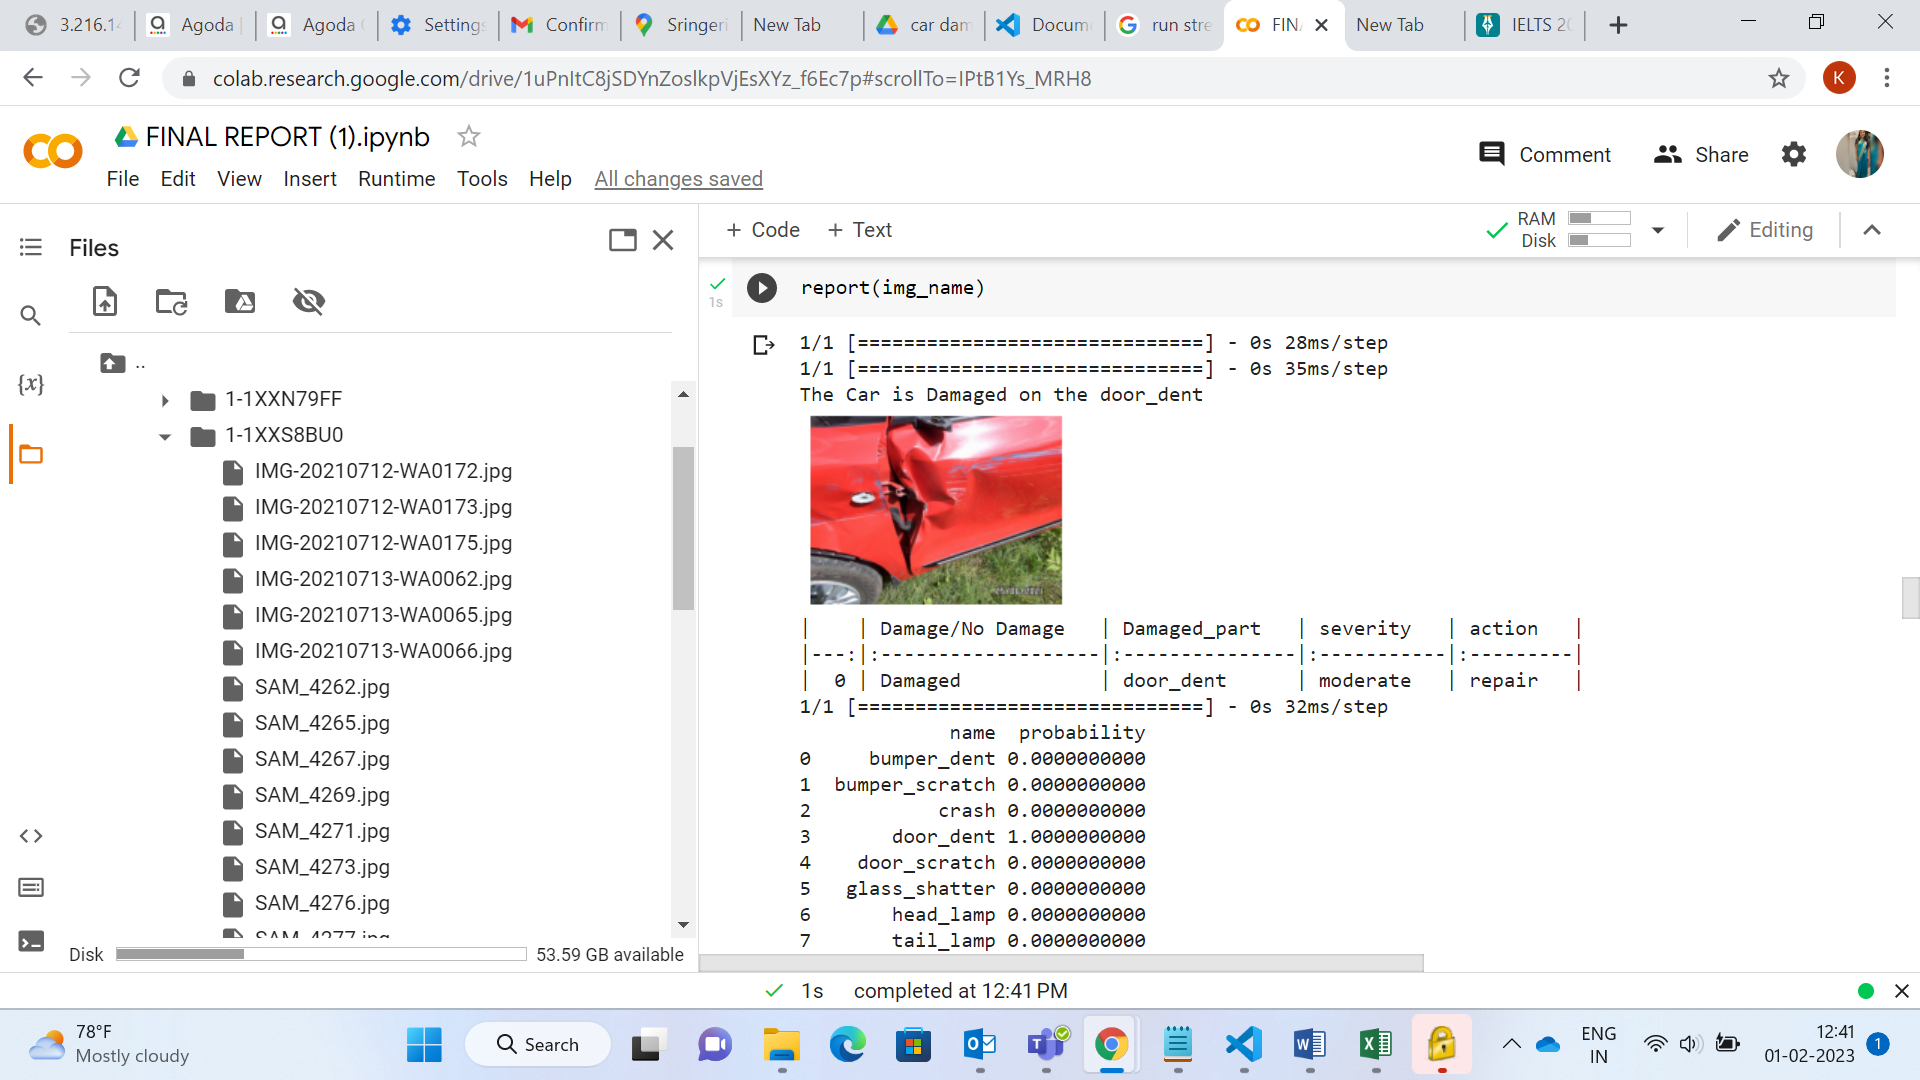 3.216.14
Agoda
Agoda
Settings
Confirm
Sringeri
New Tab
car dam
Docum
run stre
FIN
New Tab
IELTS 20
colab.research.google.com/drive/1uPnItC8jSDYnZoslkpVjEsXYz_f6Ec7p#scrollTo=IPtB1Ys_MRH8
K
FINAL REPORT (1).ipynb
Comment
Share
File Edit View Insert Runtime Tools Help All changes saved
Files
+ Code + Text
RAM
Disk
Editing
{x}
..
1-1XXN79FF
1-1XXS8BU0
IMG-20210712-WA0172.jpg
IMG-20210712-WA0173.jpg
IMG-20210712-WA0175.jpg
IMG-20210713-WA0062.jpg
IMG-20210713-WA0065.jpg
IMG-20210713-WA0066.jpg
SAM_4262.jpg
SAM_4265.jpg
SAM_4267.jpg
SAM_4269.jpg
SAM_4271.jpg
SAM_4273.jpg
SAM_4276.jpg
SAM_4277.jpg
Disk
53.59 GB available
1s
report(img_name)
1/1 [==============================] - 0s 28ms/step
1/1 [==============================] - 0s 35ms/step
The Car is Damaged on the door_dent
|    | Damage/No Damage   | Damaged_part   | severity   | action   |
|---:|:-------------------|:---------------|:-----------|:---------|
|  0 | Damaged            | door_dent      | moderate   | repair   |
1/1 [==============================] - 0s 32ms/step
name probability
0 bumper_dent 0.0000000000
1 bumper_scratch 0.0000000000
2 crash 0.0000000000
3 door_dent 1.0000000000
4 door_scratch 0.0000000000
5 glass_shatter 0.0000000000
6 head_lamp 0.0000000000
7 tail_lamp 0.0000000000
1s completed at 12:41 PM
78°F
Mostly cloudy
Search
ENG
IN
12:41
01-02-2023
1